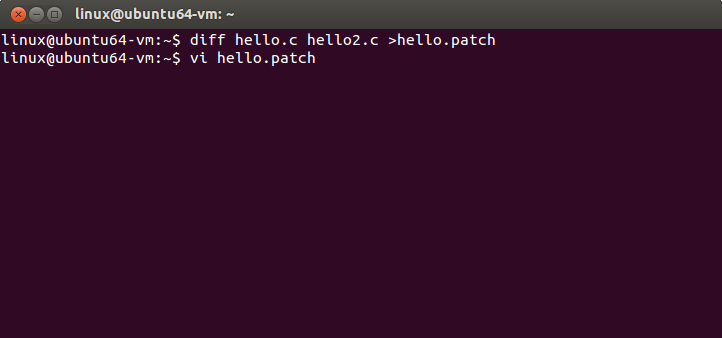 linux@ubuntu64-vm: ~
linux@ubuntu64-vm:~$ diff hello.c hello2.c >hello.patch
linux@ubuntu64-vm:~$ vi hello.patch